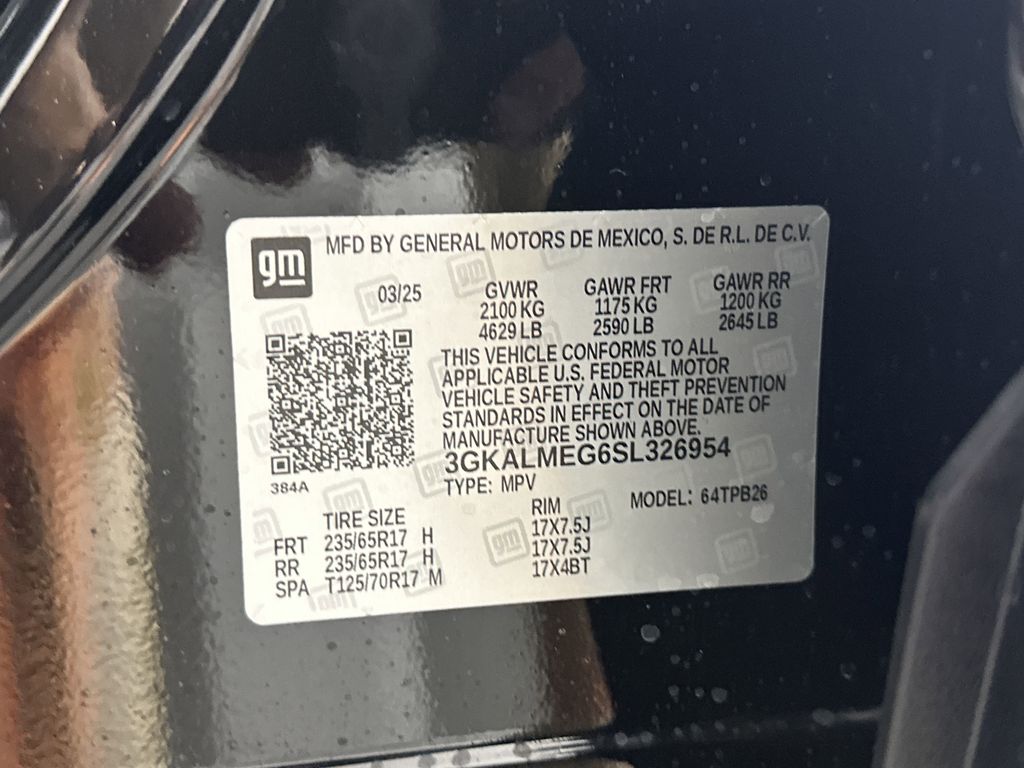 gm MFD BY GENERAL MOTORS DE MEXICO, S. DE R.L. DE C.V.
03/25 GVWR GAWR FRT GAWR RR
2100 KG 1175 KG 1200 KG
4629 LB 2590 LB 2645 LB
THIS VEHICLE CONFORMS TO ALL
APPLICABLE U.S. FEDERAL MOTOR
VEHICLE SAFETY AND THEFT PREVENTION
STANDARDS IN EFFECT ON THE DATE OF
MANUFACTURE SHOWN ABOVE.
3GKALMEG6SL326954
384A
TYPE: MPV MODEL: 64TPB26
TIRE SIZE RIM
FRT 235/65R17 H 17X7.5J
RR 235/65R17 H 17X7.5J
SPA T125/70R17 M 17X4BT